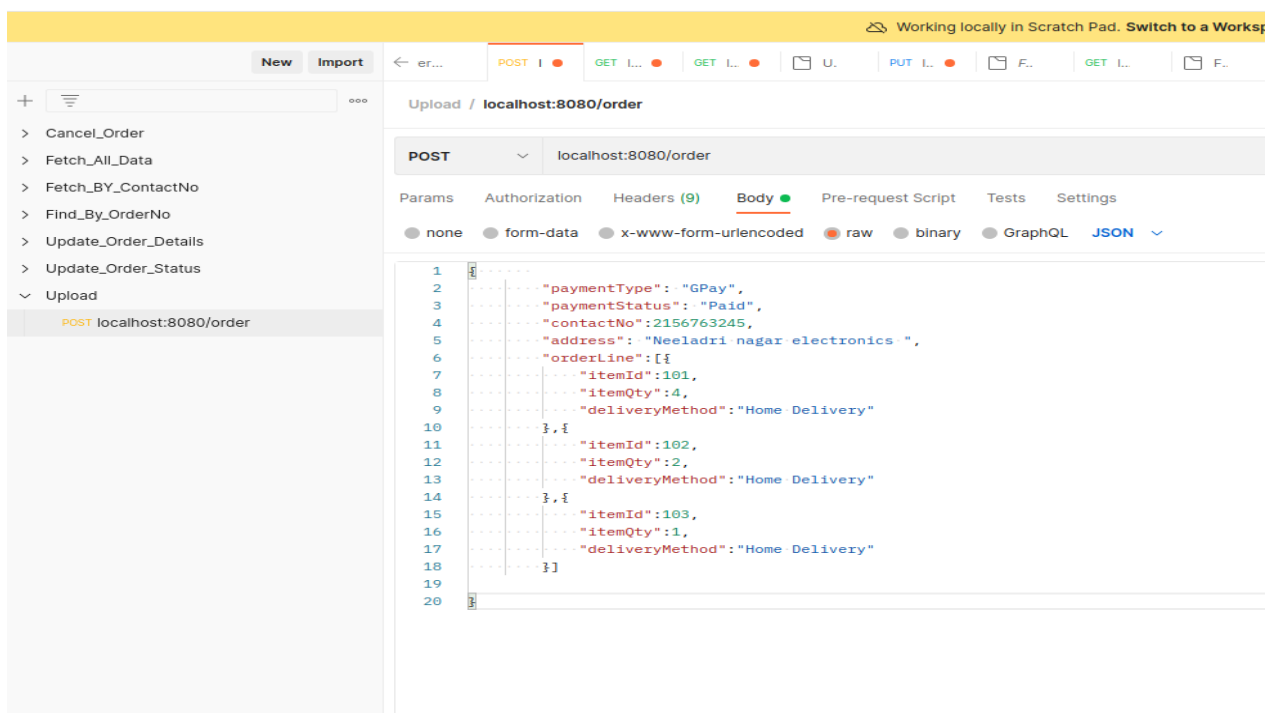 Working locally in Scratch Pad. Switch to a Worksp
New Import
er... POST l GET l... GET l.. U. PUT l.. F.. GET l.. F..
Upload / localhost:8080/order
Cancel_Order
Fetch_All_Data
Fetch_BY_ContactNo
Find_By_OrderNo
Update_Order_Details
Update_Order_Status
Upload
POST localhost:8080/order
POST localhost:8080/order
Params Authorization Headers (9) Body Pre-request Script Tests Settings
none form-data x-www-form-urlencoded raw binary GraphQL JSON
1 {
2 "paymentType": "GPay",
3 "paymentStatus": "Paid",
4 "contactNo":2156763245,
5 "address": "Neeladri nagar electronics ",
6 "orderLine":[{
7 "itemId":101,
8 "itemQty":4,
9 "deliveryMethod":"Home Delivery"
10 },{
11 "itemId":102,
12 "itemQty":2,
13 "deliveryMethod":"Home Delivery"
14 },{
15 "itemId":103,
16 "itemQty":1,
17 "deliveryMethod":"Home Delivery"
18 }]
19
20 }